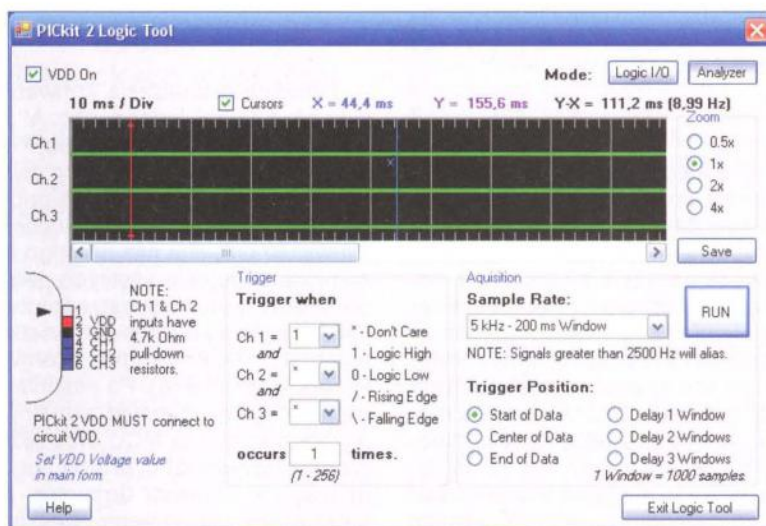 PICkit 2 Logic Tool
VDD On
Mode: Logic I/O Analyzer
10 ms / Div Cursors X = 44,4 ms Y = 155,6 ms Y-X = 111,2 ms (8,99 Hz)
Zoom
0.5x
1x
2x
4x
Ch.1
X
Ch.2
Ch.3
Save
NOTE:
Ch 1 & Ch 2
inputs have
4.7k Ohm
pull-down
resistors.
1
2 VDD
3 GND
4 CH1
5 CH2
6 CH3
PICkit 2 VDD MUST connect to
circuit VDD.
Set VDD Voltage value
in main form.
Help
Trigger
Trigger when
Ch 1 = 1
and
Ch 2 = *
and
Ch 3 = *
* - Don't Care
1 - Logic High
0 - Logic Low
/ - Rising Edge
\ - Falling Edge
occurs 1 times.
(1 - 256)
Aquisition
Sample Rate:
5 kHz - 200 ms Window
RUN
NOTE: Signals greater than 2500 Hz will alias.
Trigger Position:
Start of Data
Center of Data
End of Data
Delay 1 Window
Delay 2 Windows
Delay 3 Windows
1 Window = 1000 samples.
Exit Logic Tool